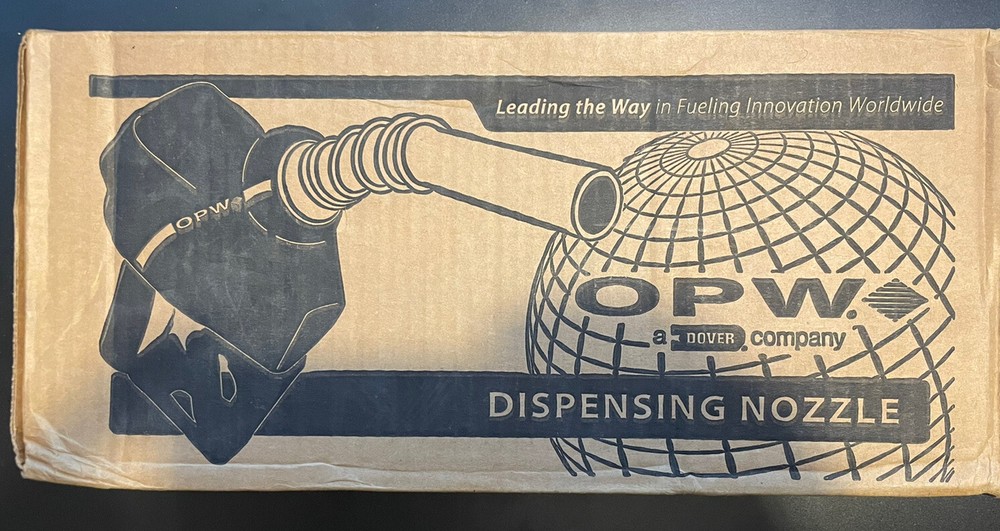 Leading the Way in Fueling Innovation Worldwide
OPW
OPW
a DOVER company
DISPENSING NOZZLE